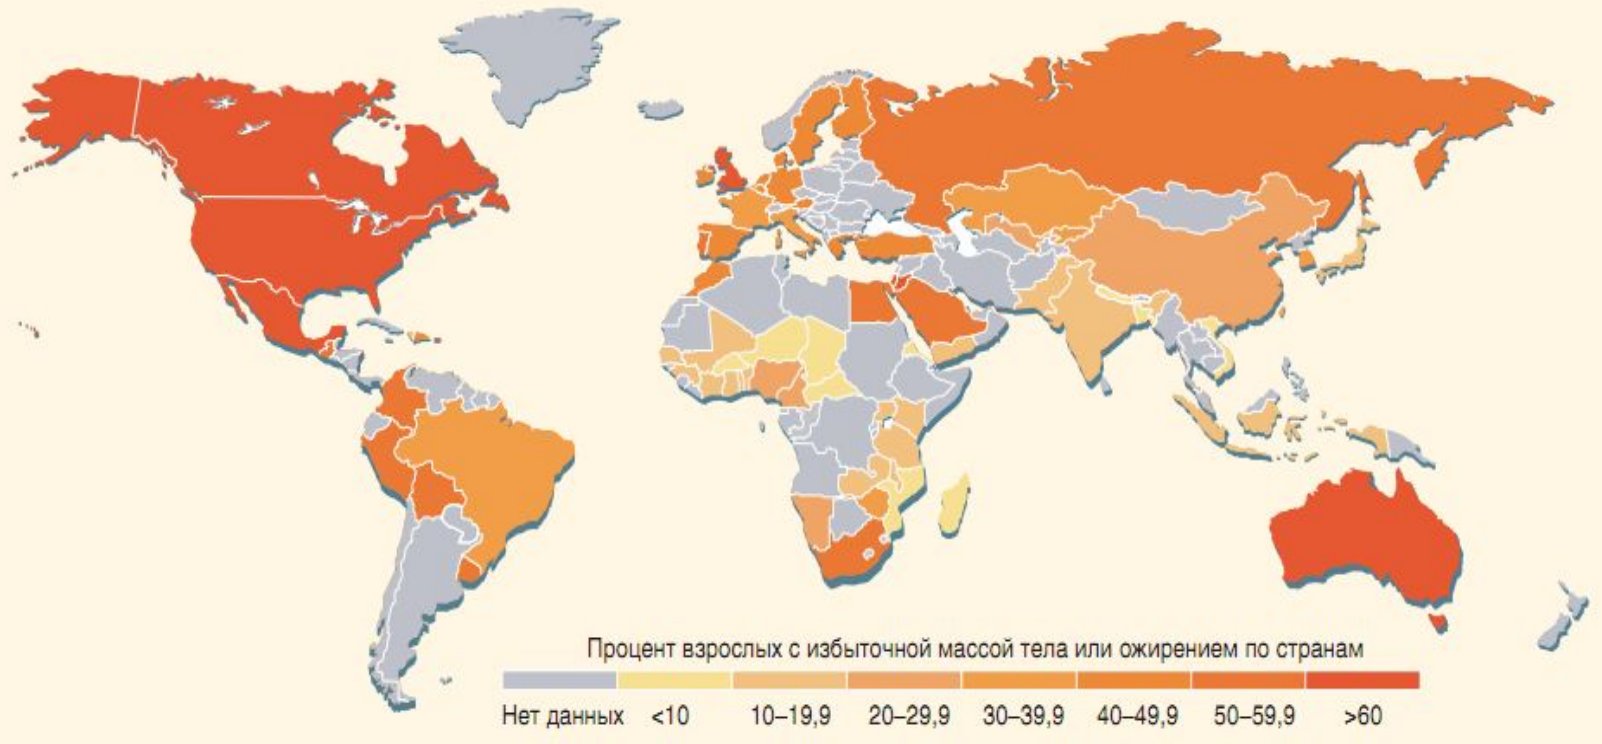 Процент взрослых с избыточной массой тела или ожирением по странам
Нет данных <10 10–19,9 20–29,9 30–39,9 40–49,9 50–59,9 >60